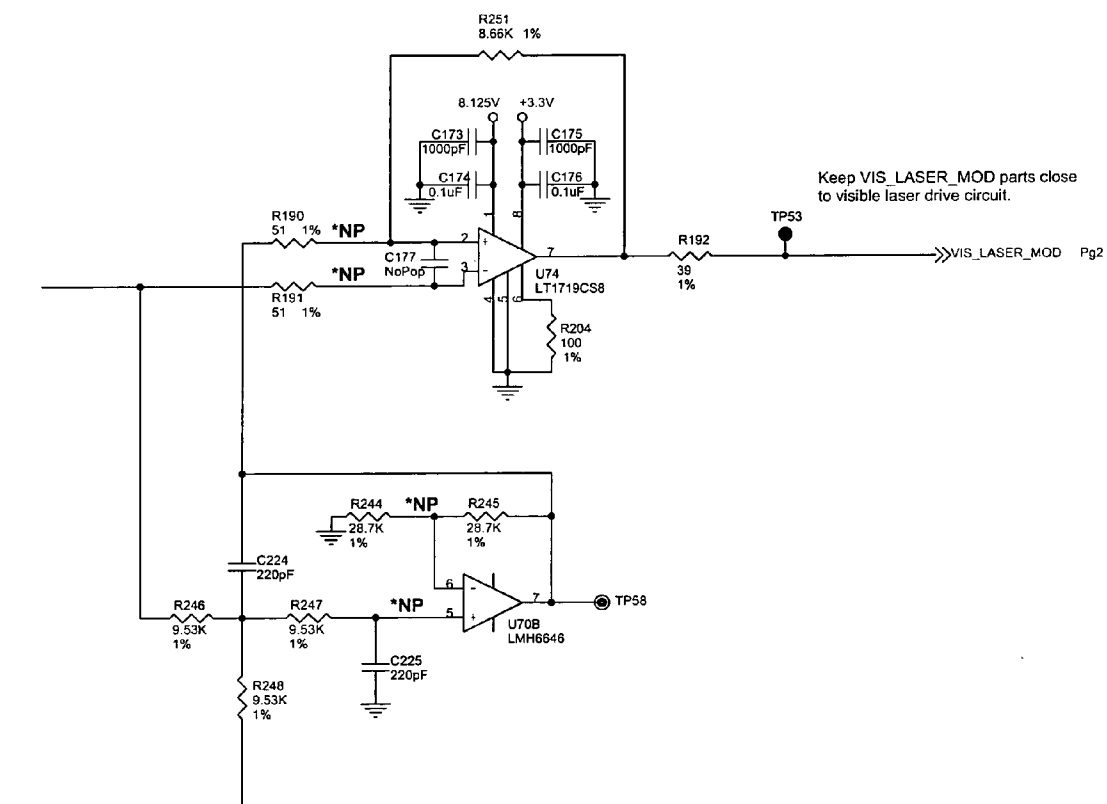 R251
8.66K 1%
8.125V
+3.3V
C173
1000pF
C175
1000pF
C174
0.1uF
C176
0.1uF
Keep VIS_LASER_MOD parts close
to visible laser drive circuit.
1
8
TP53
R190
51 1%
*NP
2
+
C177
NoPop
7
R192
39
1%
VIS_LASER_MOD Pg2
*NP
3
-
U74
LT1719CS8
R191
51 1%
4
5
6
R204
100
1%
R244
28.7K
1%
*NP
R245
28.7K
1%
C224
220pF
6
-
7
TP58
R246
9.53K
1%
R247
9.53K
1%
*NP
5
+
U70B
LMH6646
C225
220pF
R248
9.53K
1%